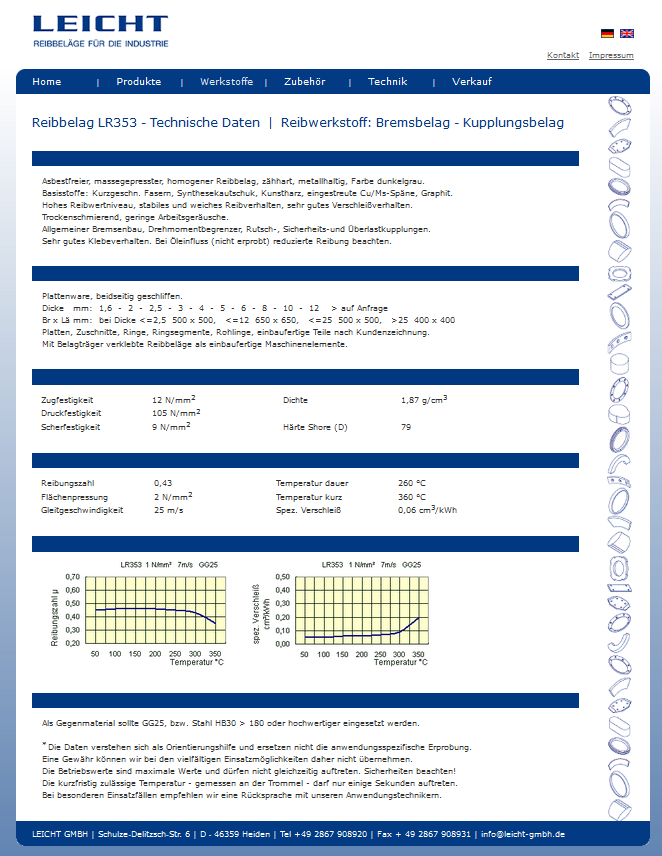 LEICHT
REIBBELÄGE FÜR DIE INDUSTRIE
Kontakt Impressum
Home | Produkte | Werkstoffe | Zubehör | Technik | Verkauf
Reibbelag LR353 - Technische Daten | Reibwerkstoff: Bremsbelag - Kupplungsbelag
Asbestfreier, massegepresster, homogener Reibbelag, zähhart, metallhaltig, Farbe dunkelgrau.
Basisstoffe: Kurzgeschn. Fasern, Synthesekautschuk, Kunstharz, eingestreute Cu/Ms-Späne, Graphit.
Hohes Reibwertniveau, stabiles und weiches Reibverhalten, sehr gutes Verschleißverhalten.
Trockenschmierend, geringe Arbeitsgeräusche.
Allgemeiner Bremsenbau, Drehmomentbegrenzer, Rutsch-, Sicherheits-und Überlastkupplungen.
Sehr gutes Klebeverhalten. Bei Öleinfluss (nicht erprobt) reduzierte Reibung beachten.
Plattenware, beidseitig geschliffen.
Dicke mm: 1,6 - 2 - 2,5 - 3 - 4 - 5 - 6 - 8 - 10 - 12 > auf Anfrage
Br x Lä mm: bei Dicke <=2,5 500 x 500, <=12 650 x 650, <=25 500 x 500, >25 400 x 400
Platten, Zuschnitte, Ringe, Ringsegmente, Rohlinge, einbaufertige Teile nach Kundenzeichnung.
Mit Belagträger verklebte Reibbeläge als einbaufertige Maschinenelemente.
Zugfestigkeit 12 N/mm² Dichte 1,87 g/cm³
Druckfestigkeit 105 N/mm²
Scherfestigkeit 9 N/mm² Härte Shore (D) 79
Reibungszahl 0,43 Temperatur dauer 260 °C
Flächenpressung 2 N/mm² Temperatur kurz 360 °C
Gleitgeschwindigkeit 25 m/s Spez. Verschleiß 0,06 cm³/kWh
LR353 1 N/mm² 7m/s GG25
Reibungszahl µ
0,70
0,60
0,50
0,40
0,30
0,20
50 100 150 200 250 300 350
Temperatur °C
LR353 1 N/mm² 7m/s GG25
spez. Verschleiß
cm³/kWh
0,50
0,40
0,30
0,20
0,10
0,00
50 100 150 200 250 300 350
Temperatur °C
Als Gegenmaterial sollte GG25, bzw. Stahl HB30 > 180 oder hochwertiger eingesetzt werden.
* Die Daten verstehen sich als Orientierungshilfe und ersetzen nicht die anwendungsspezifische Erprobung.
Eine Gewähr können wir bei den vielfältigen Einsatzmöglichkeiten daher nicht übernehmen.
Die Betriebswerte sind maximale Werte und dürfen nicht gleichzeitig auftreten. Sicherheiten beachten!
Die kurzfristig zulässige Temperatur - gemessen an der Trommel - darf nur einige Sekunden auftreten.
Bei besonderen Einsatzfällen empfehlen wir eine Rücksprache mit unseren Anwendungstechnikern.
LEICHT GMBH | Schulze-Delitzsch-Str. 6 | D - 46359 Heiden | Tel +49 2867 908920 | Fax + 49 2867 908931 | info@leicht-gmbh.de